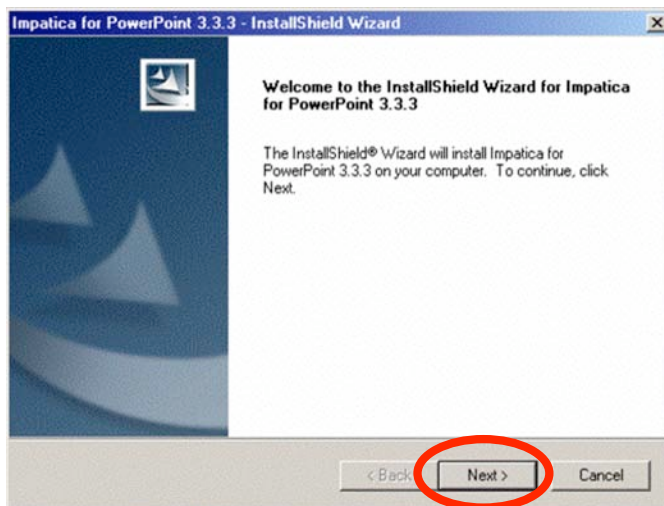 Impatica for PowerPoint 3.3.3 - InstallShield Wizard
Welcome to the InstallShield Wizard for Impatica
for PowerPoint 3.3.3
The InstallShield® Wizard will install Impatica for
PowerPoint 3.3.3 on your computer. To continue, click
Next.
< Back
Next >
Cancel